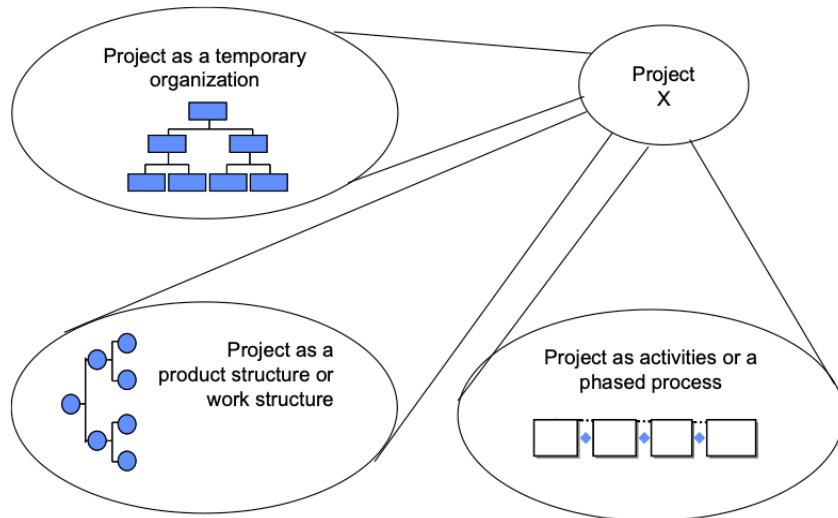 Project as a temporary
organization
Project
X
Project as a
product structure or
work structure
Project as activities or a
phased process